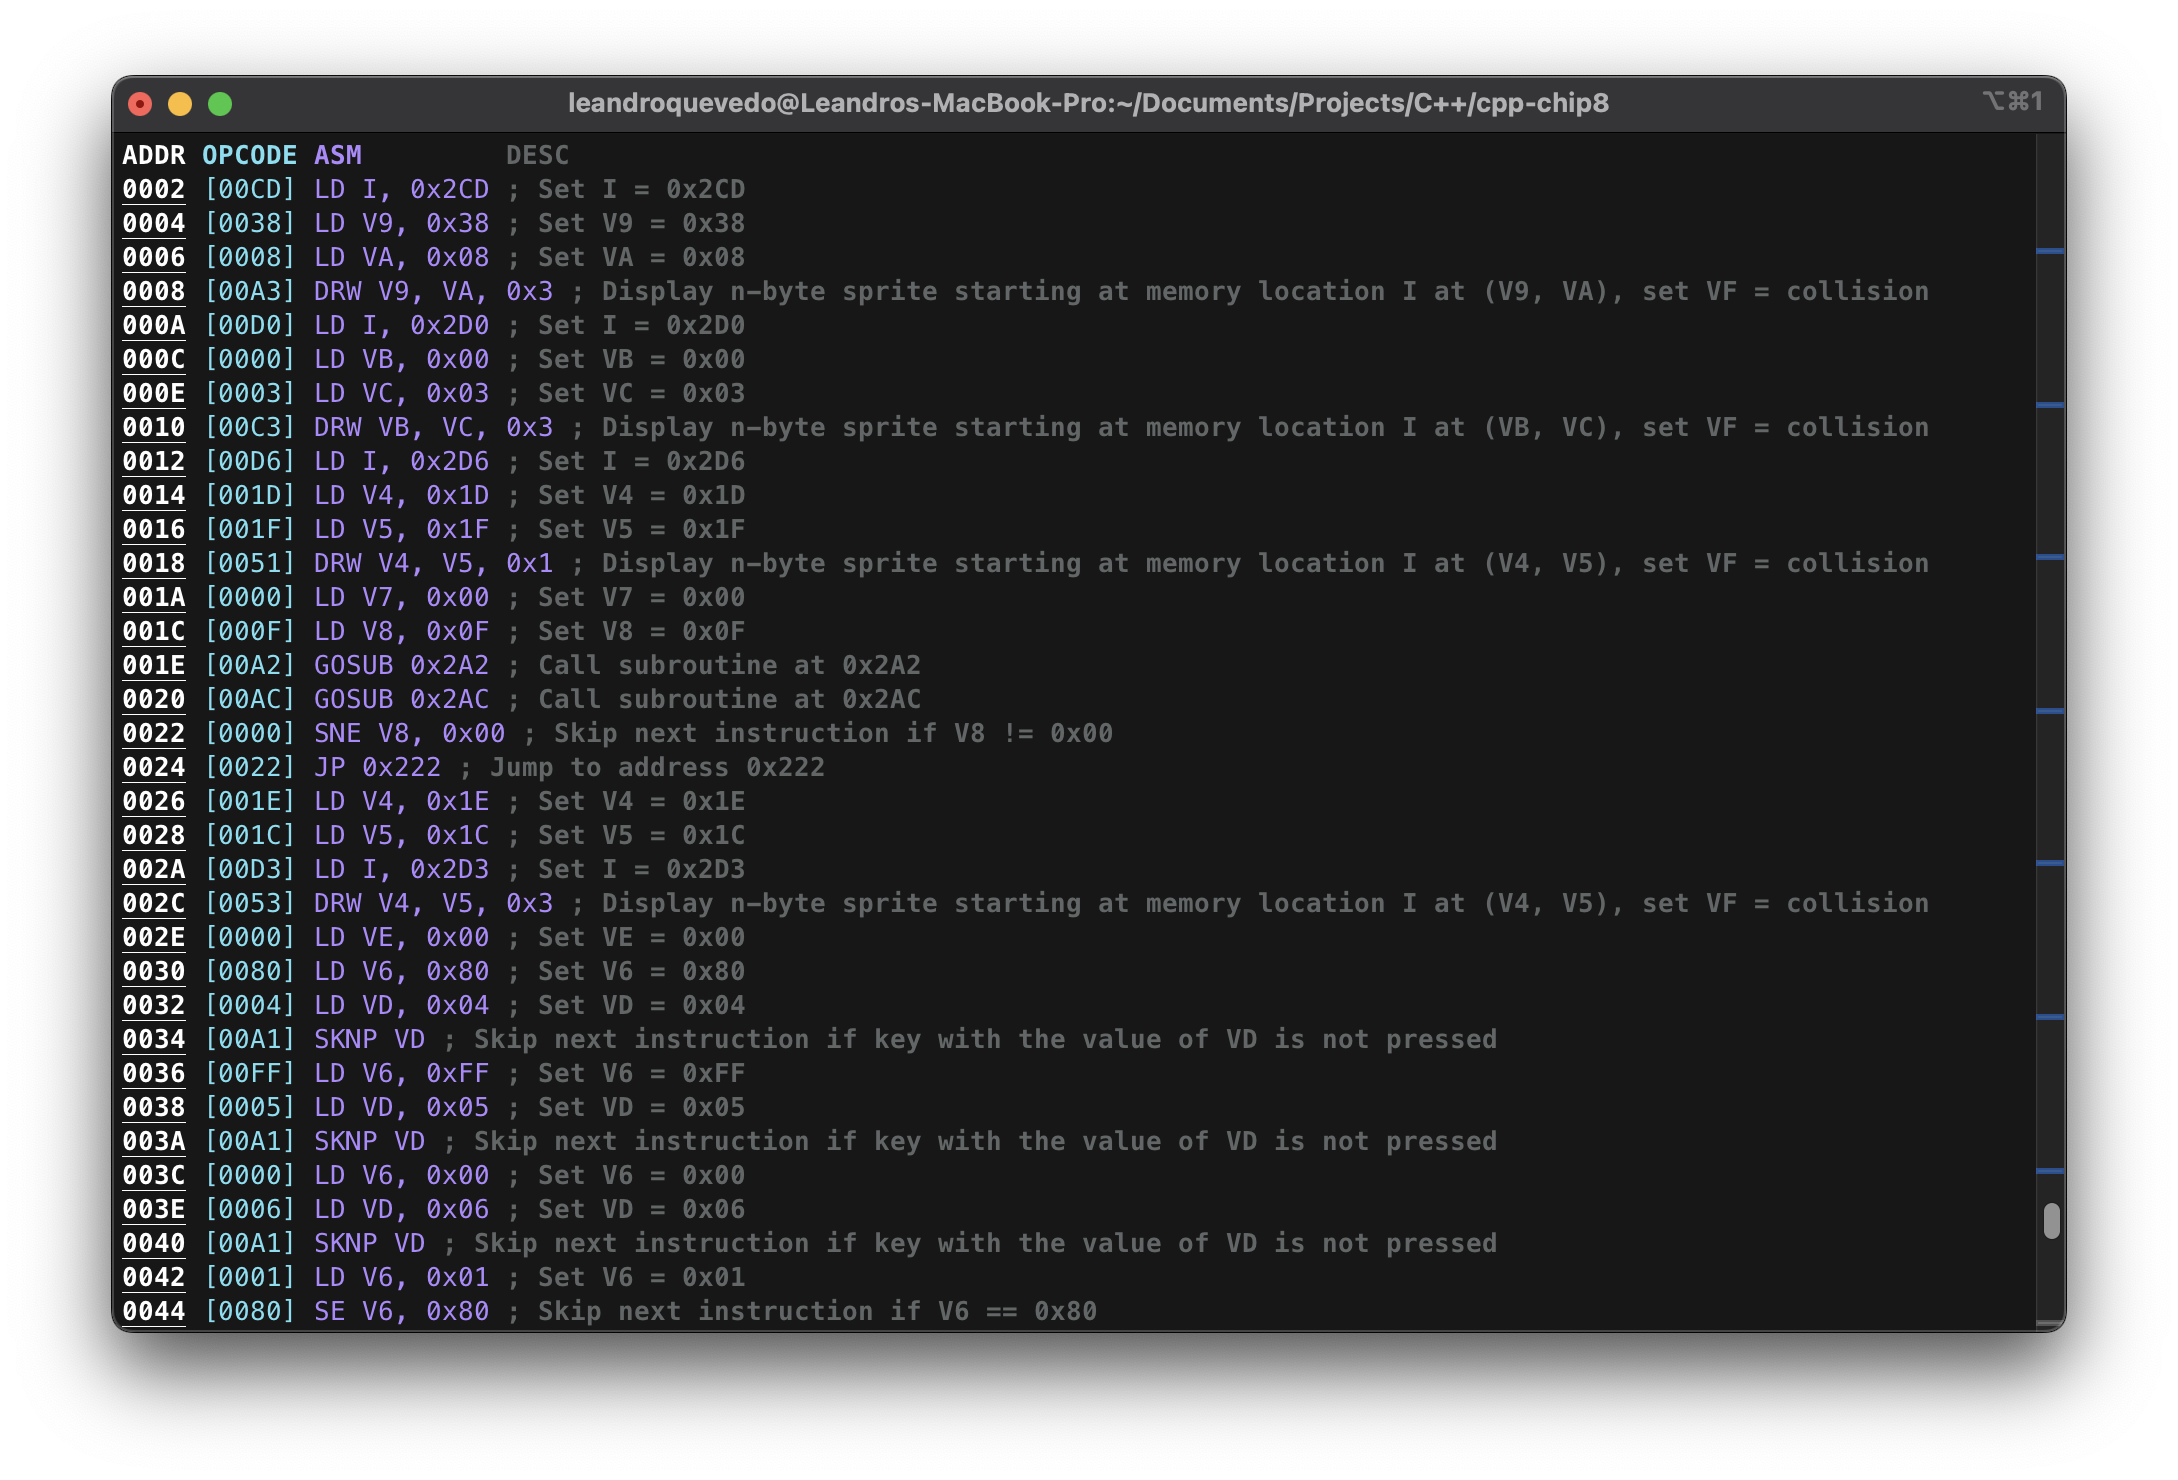 leandroquevedo@Leandros-MacBook-Pro:~/Documents/Projects/C++/cpp-chip8 ⌥⌘1
ADDR OPCODE ASM         DESC
0002 [00CD] LD I, 0x2CD ; Set I = 0x2CD
0004 [0038] LD V9, 0x38 ; Set V9 = 0x38
0006 [0008] LD VA, 0x08 ; Set VA = 0x08
0008 [00A3] DRW V9, VA, 0x3 ; Display n-byte sprite starting at memory location I at (V9, VA), set VF = collision
000A [00D0] LD I, 0x2D0 ; Set I = 0x2D0
000C [0000] LD VB, 0x00 ; Set VB = 0x00
000E [0003] LD VC, 0x03 ; Set VC = 0x03
0010 [00C3] DRW VB, VC, 0x3 ; Display n-byte sprite starting at memory location I at (VB, VC), set VF = collision
0012 [00D6] LD I, 0x2D6 ; Set I = 0x2D6
0014 [001D] LD V4, 0x1D ; Set V4 = 0x1D
0016 [001F] LD V5, 0x1F ; Set V5 = 0x1F
0018 [0051] DRW V4, V5, 0x1 ; Display n-byte sprite starting at memory location I at (V4, V5), set VF = collision
001A [0000] LD V7, 0x00 ; Set V7 = 0x00
001C [000F] LD V8, 0x0F ; Set V8 = 0x0F
001E [00A2] GOSUB 0x2A2 ; Call subroutine at 0x2A2
0020 [00AC] GOSUB 0x2AC ; Call subroutine at 0x2AC
0022 [0000] SNE V8, 0x00 ; Skip next instruction if V8 != 0x00
0024 [0022] JP 0x222 ; Jump to address 0x222
0026 [001E] LD V4, 0x1E ; Set V4 = 0x1E
0028 [001C] LD V5, 0x1C ; Set V5 = 0x1C
002A [00D3] LD I, 0x2D3 ; Set I = 0x2D3
002C [0053] DRW V4, V5, 0x3 ; Display n-byte sprite starting at memory location I at (V4, V5), set VF = collision
002E [0000] LD VE, 0x00 ; Set VE = 0x00
0030 [0080] LD V6, 0x80 ; Set V6 = 0x80
0032 [0004] LD VD, 0x04 ; Set VD = 0x04
0034 [00A1] SKNP VD ; Skip next instruction if key with the value of VD is not pressed
0036 [00FF] LD V6, 0xFF ; Set V6 = 0xFF
0038 [0005] LD VD, 0x05 ; Set VD = 0x05
003A [00A1] SKNP VD ; Skip next instruction if key with the value of VD is not pressed
003C [0000] LD V6, 0x00 ; Set V6 = 0x00
003E [0006] LD VD, 0x06 ; Set VD = 0x06
0040 [00A1] SKNP VD ; Skip next instruction if key with the value of VD is not pressed
0042 [0001] LD V6, 0x01 ; Set V6 = 0x01
0044 [0080] SE V6, 0x80 ; Skip next instruction if V6 == 0x80